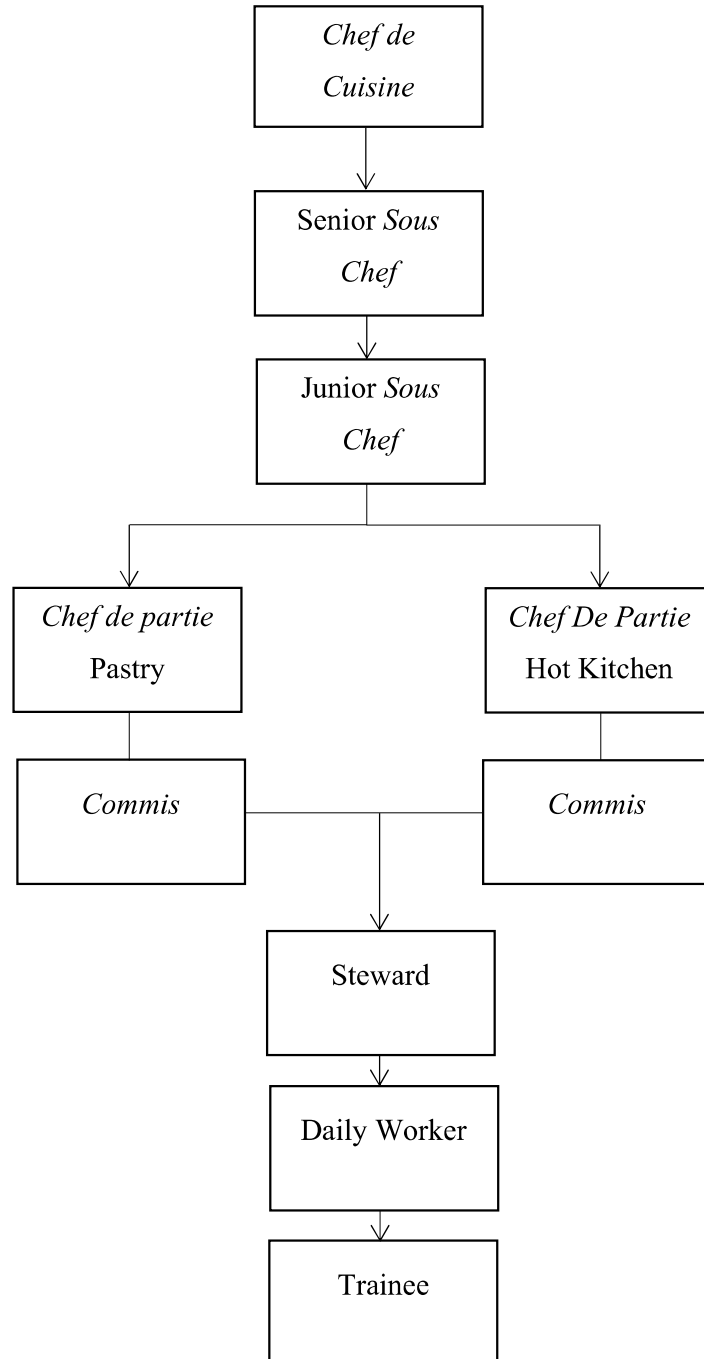 Chef de
Cuisine
Senior Sous
Chef
Junior Sous
Chef
Chef de partie
Pastry
Chef De Partie
Hot Kitchen
Commis
Commis
Steward
Daily Worker
Trainee